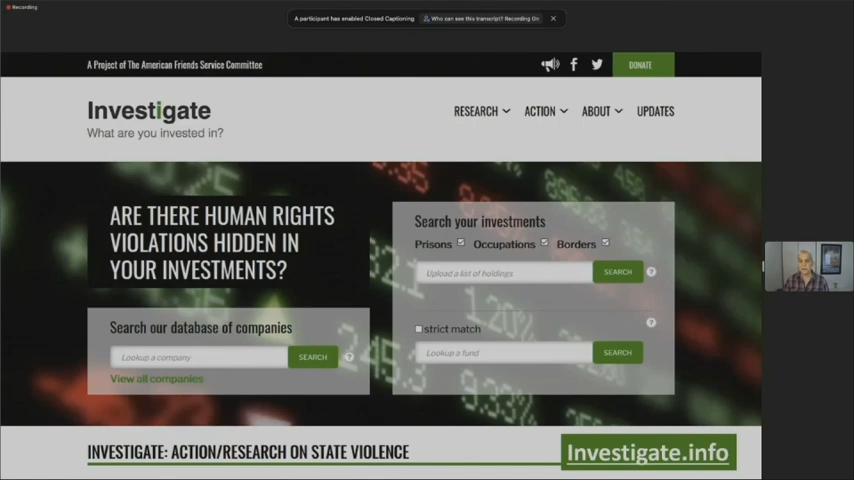 Recording
A participant has enabled Closed Captioning
Who can see this transcript? Recording On
A Project of The American Friends Service Committee
DONATE
Investigate
What are you invested in?
RESEARCH
ACTION
ABOUT
UPDATES
ARE THERE HUMAN RIGHTS
VIOLATIONS HIDDEN IN
YOUR INVESTMENTS?
Search our database of companies
Lookup a company
SEARCH
?
View all companies
Search your investments
Prisons
Occupations
Borders
Upload a list of holdings
SEARCH
?
strict match
?
Lookup a fund
SEARCH
INVESTIGATE: ACTION/RESEARCH ON STATE VIOLENCE
Investigate.info